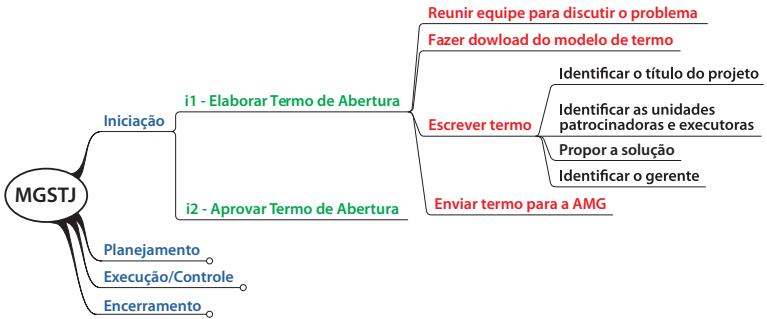 MGSTJ
Iniciação
i1 - Elaborar Termo de Abertura
Reunir equipe para discutir o problema
Fazer dowload do modelo de termo
Escrever termo
Identificar o título do projeto
Identificar as unidades
patrocinadoras e executoras
Propor a solução
Identificar o gerente
Enviar termo para a AMG
i2 - Aprovar Termo de Abertura
Planejamento
Execução/Controle
Encerramento